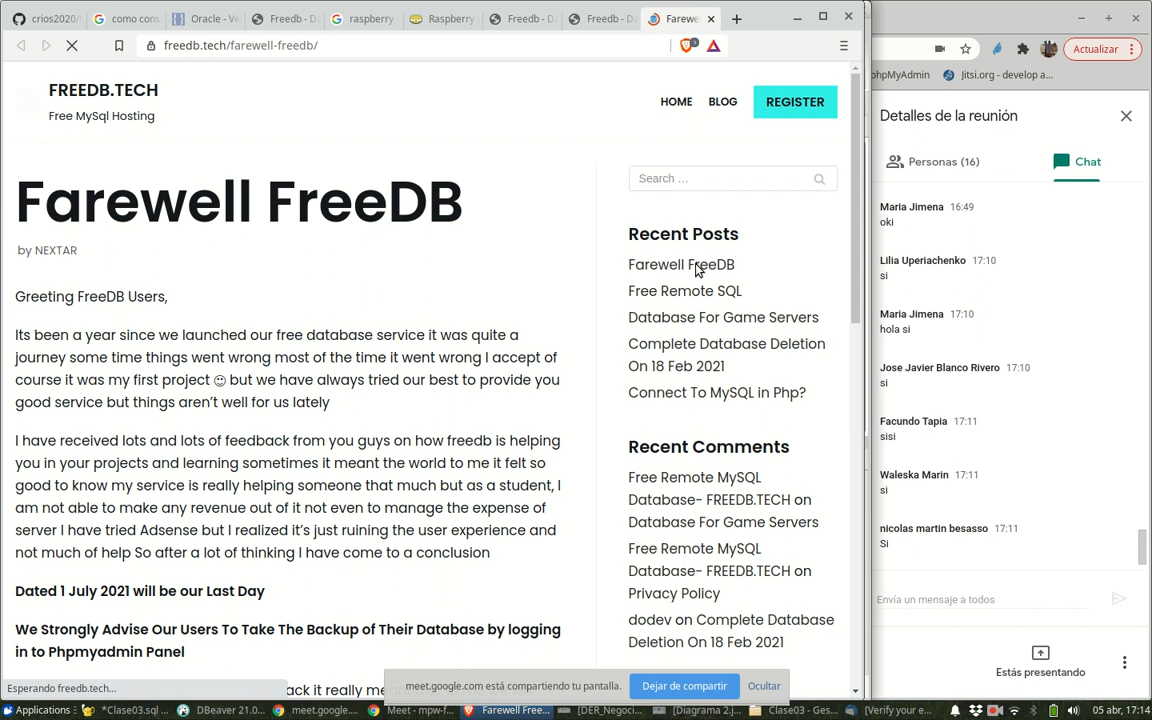 crios2020/
como cons
Oracle - Ve
Freedb - Da
raspberry
Raspberry
Freedb - D
Freedb - Da
Farewe
freedb.tech/farewell-freedb/
FREEDB.TECH
Free MySql Hosting
HOME
BLOG
REGISTER
Farewell FreeDB
by NEXTAR
Greeting FreeDB Users,
Its been a year since we launched our free database service it was quite a
journey some time things went wrong most of the time it went wrong I accept of
course it was my first project 🙂 but we have always tried our best to provide you
good service but things aren't well for us lately
I have received lots and lots of feedback from you guys on how freedb is helping
you in your projects and learning sometimes it meant the world to me it felt so
good to know my service is really helping someone that much but as a student, I
am not able to make any revenue out of it not even to manage the expense of
server I have tried Adsense but I realized it's just ruining the user experience and
not much of help So after a lot of thinking I have come to a conclusion
Dated 1 July 2021 will be our Last Day
We Strongly Advise Our Users To Take The Backup of Their Database by logging
in to Phpmyadmin Panel
ack it really me
Search ...
Recent Posts
Farewell FreeDB
Free Remote SQL
Database For Game Servers
Complete Database Deletion
On 18 Feb 2021
Connect To MySQL in Php?
Recent Comments
Free Remote MySQL
Database- FREEDB.TECH on
Database For Game Servers
Free Remote MySQL
Database- FREEDB.TECH on
Privacy Policy
dodev on Complete Database
Deletion On 18 Feb 2021
Esperando freedb.tech...
meet.google.com está compartiendo tu pantalla.
Dejar de compartir
Ocultar
Actualizar
phpMyAdmin
Jitsi.org - develop a...
Detalles de la reunión
Personas (16)
Chat
Maria Jimena 16:49
oki
Lilia Uperiachenko 17:10
si
Maria Jimena 17:10
hola si
Jose Javier Blanco Rivero 17:10
si
Facundo Tapia 17:11
sisi
Waleska Marin 17:11
si
nicolas martin besasso 17:11
Si
Envía un mensaje a todos
Estás presentando
Applications
*Clase03.sql ...
DBeaver 21.0...
meet.google....
Meet - mpw-f...
Farewell Free...
[DER_Negoci...
[Diagrama 2.j...
Clase03 - Ges...
[Verify your e...
05 abr, 17:14